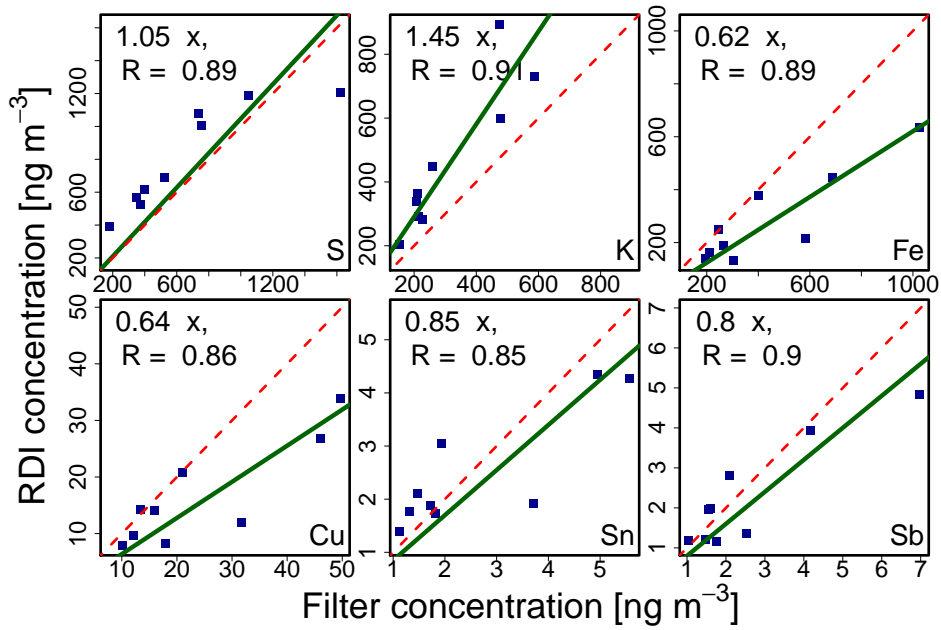 1.05 x,
R = 0.89
S
200 600 1200
200 600 1200
1.45 x,
R = 0.91
K
200 400 600 800
200 400 600 800
0.62 x,
R = 0.89
Fe
200 600 1000
200 600 1000
0.64 x,
R = 0.86
Cu
10 20 30 40 50
10 20 30 40 50
0.85 x,
R = 0.85
Sn
1 2 3 4 5
1 2 3 4 5
0.8 x,
R = 0.9
Sb
1 2 3 4 5 6 7
1 2 3 4 5 6 7
RDI concentration [ng m⁻³]
Filter concentration [ng m⁻³]